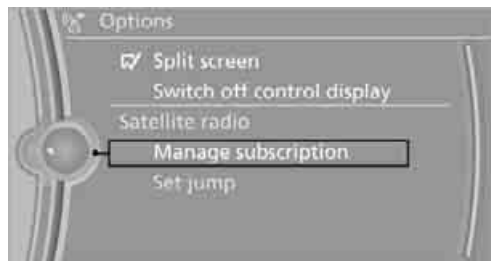 Options
Split screen
Switch off control display
Satellite radio
Manage subscription
Set jump